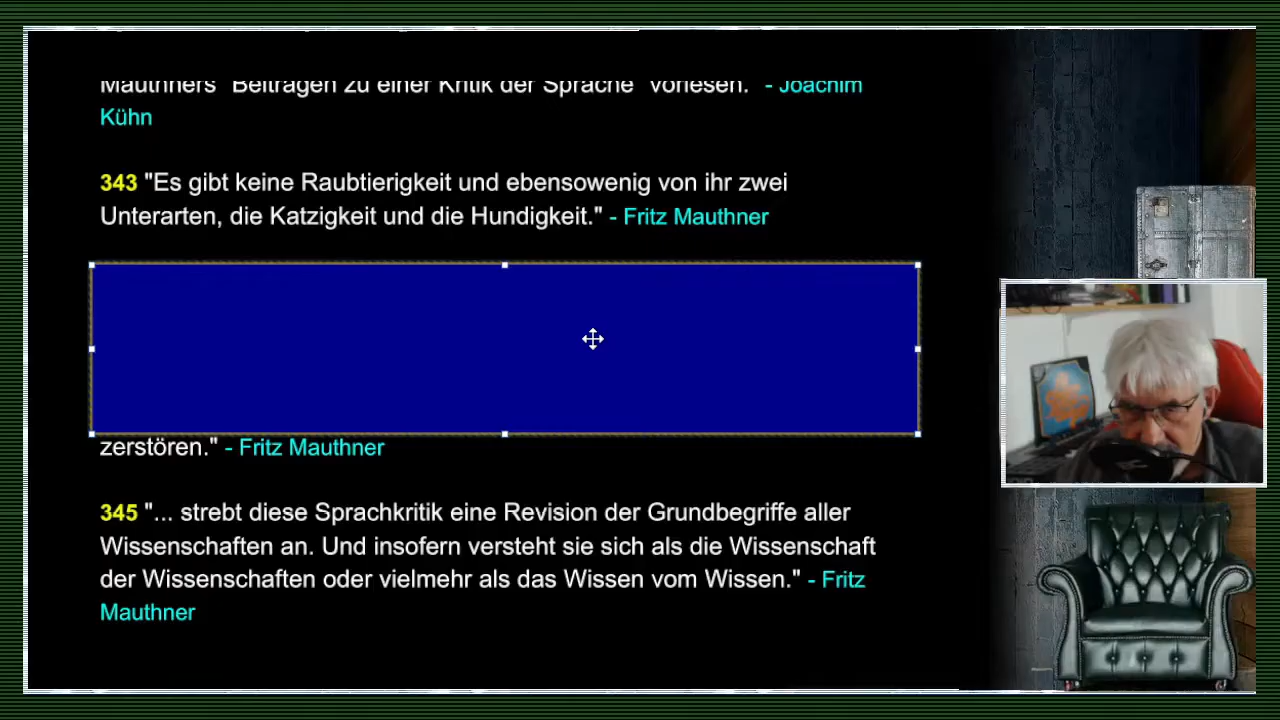 Mauthners "Beiträgen zu einer Kritik der Sprache" vorlesen." - Joachim
Kühn
343 "Es gibt keine Raubtierigkeit und ebensowenig von ihr zwei
Unterarten, die Katzigkeit und die Hundigkeit." - Fritz Mauthner
zerstören." - Fritz Mauthner
345 "... strebt diese Sprachkritik eine Revision der Grundbegriffe aller
Wissenschaften an. Und insofern versteht sie sich als die Wissenschaft
der Wissenschaften oder vielmehr als das Wissen vom Wissen." - Fritz
Mauthner